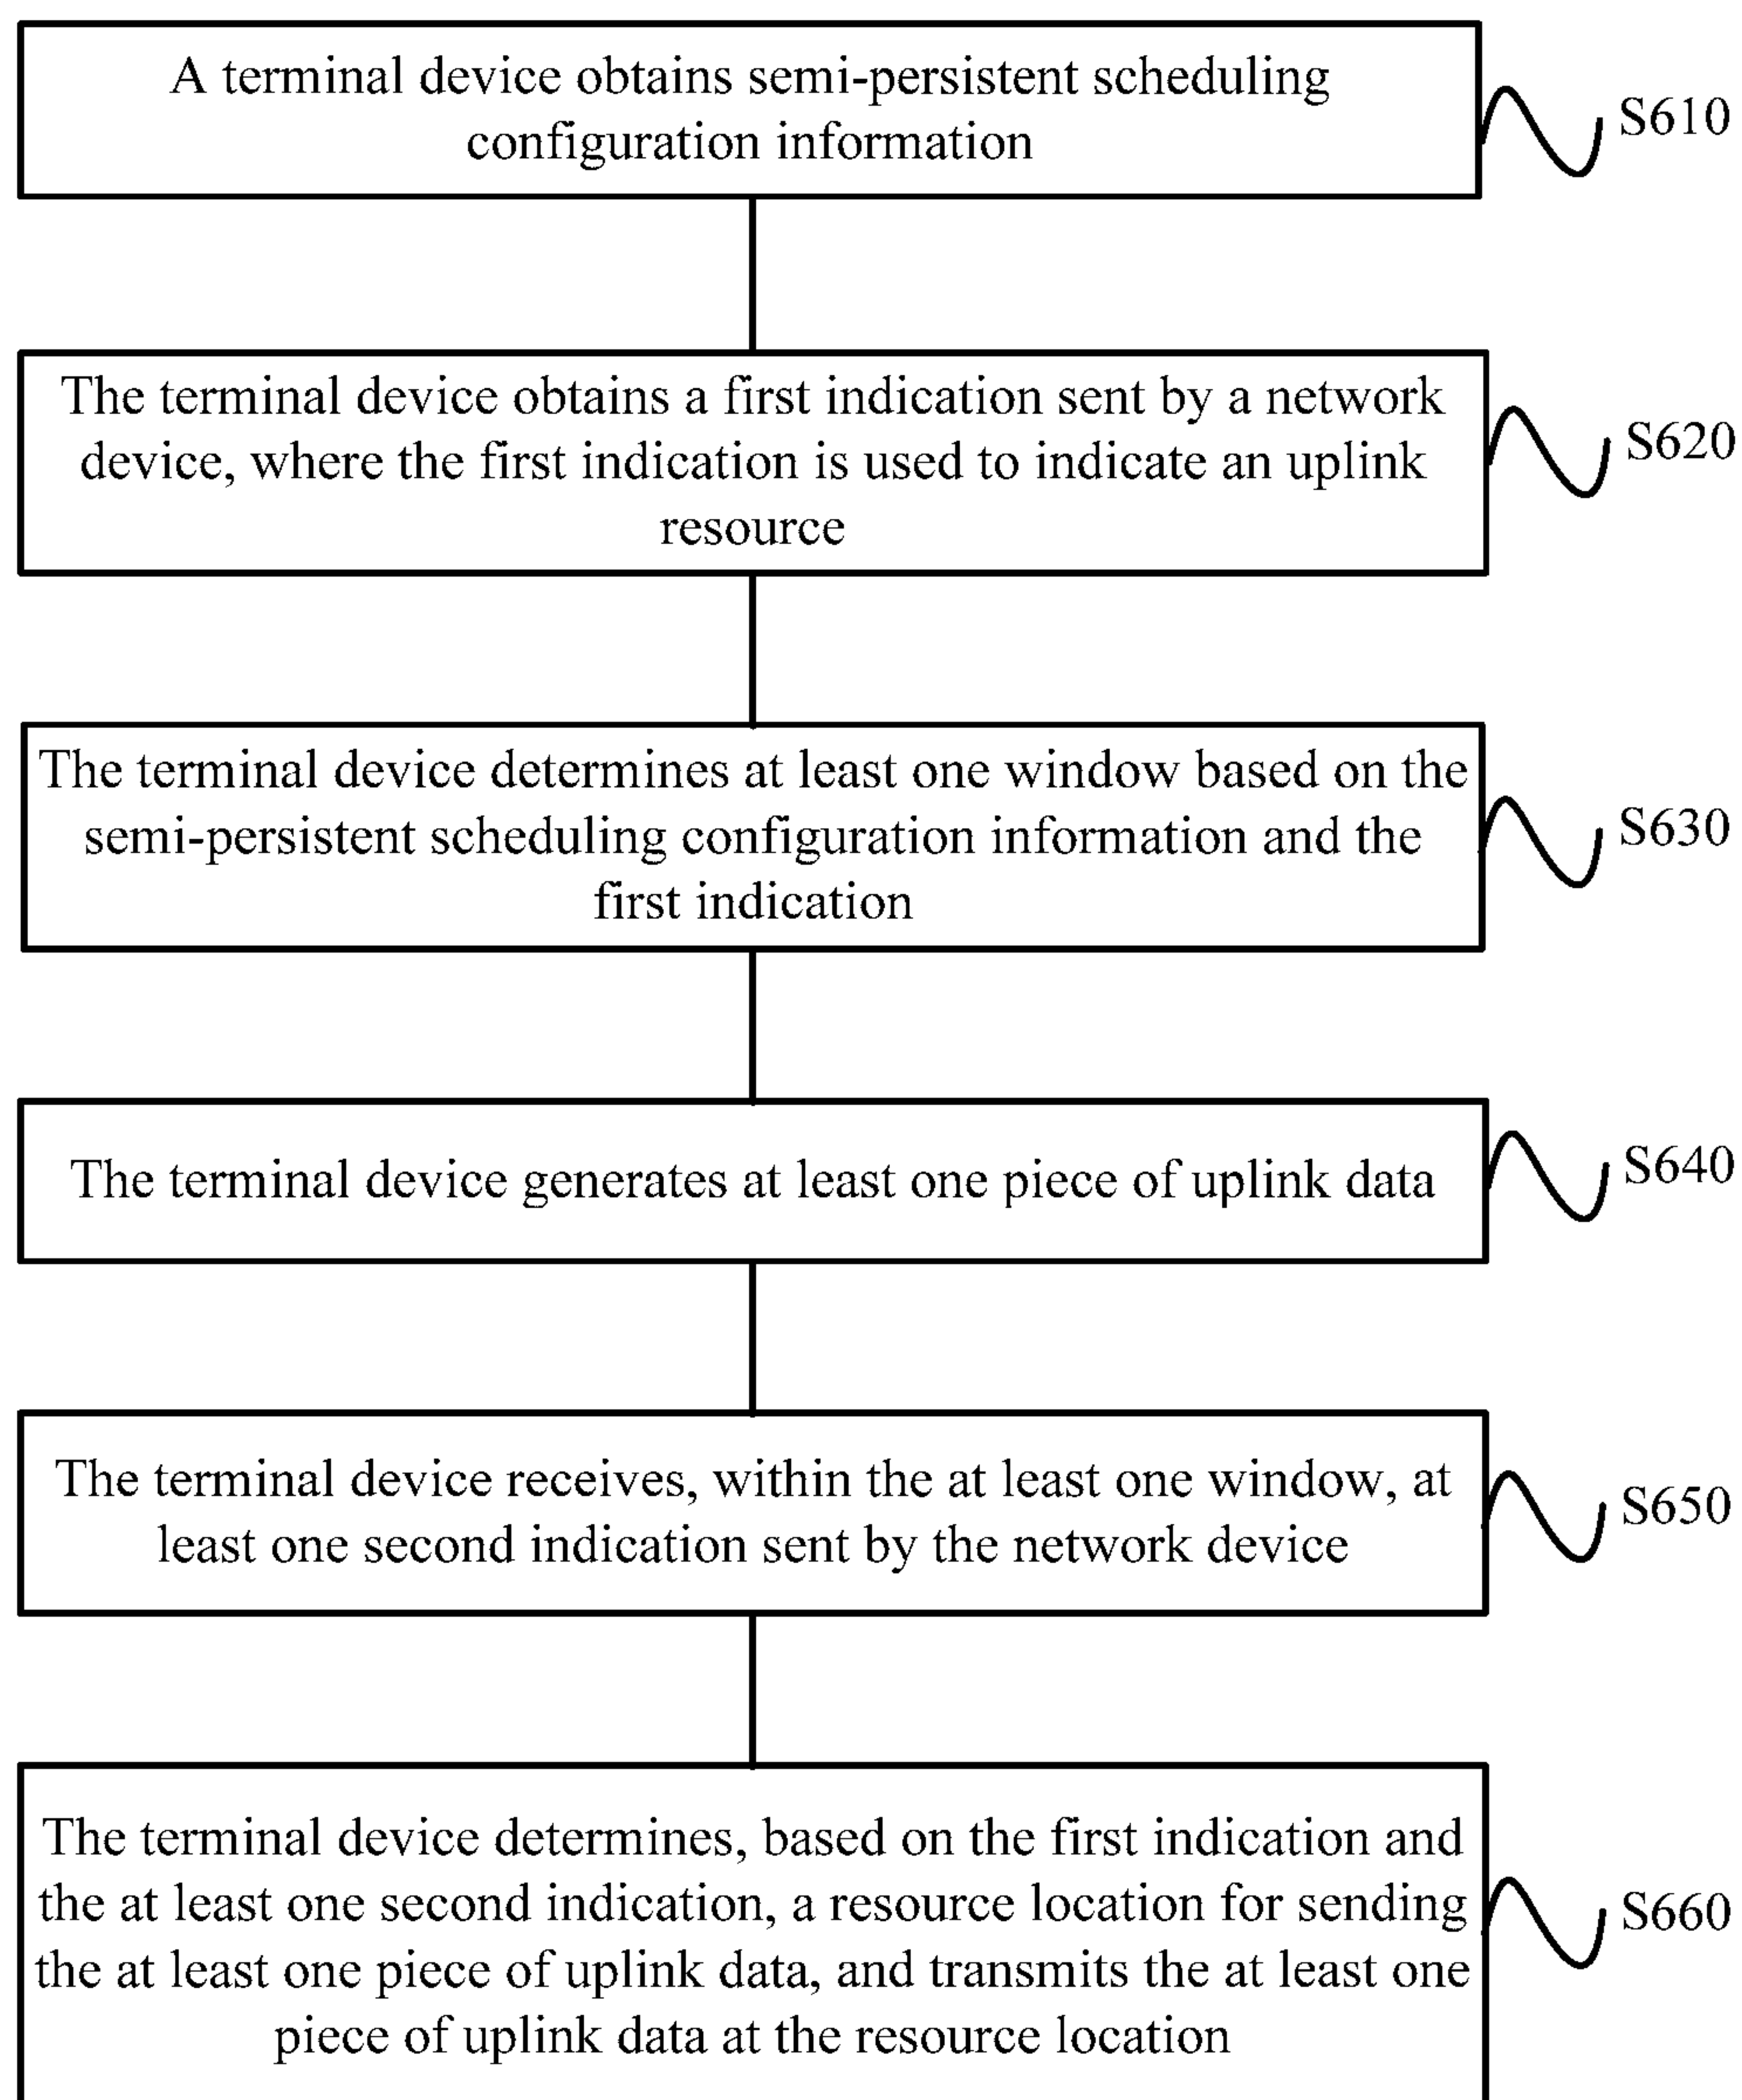 A terminal device obtains semi-persistent scheduling
configuration information
S610
The terminal device obtains a first indication sent by a network
device, where the first indication is used to indicate an uplink
resource
S620
The terminal device determines at least one window based on the
semi-persistent scheduling configuration information and the
first indication
S630
The terminal device generates at least one piece of uplink data
S640
The terminal device receives, within the at least one window, at
least one second indication sent by the network device
S650
The terminal device determines, based on the first indication and
the at least one second indication, a resource location for sending
the at least one piece of uplink data, and transmits the at least one
piece of uplink data at the resource location
S660